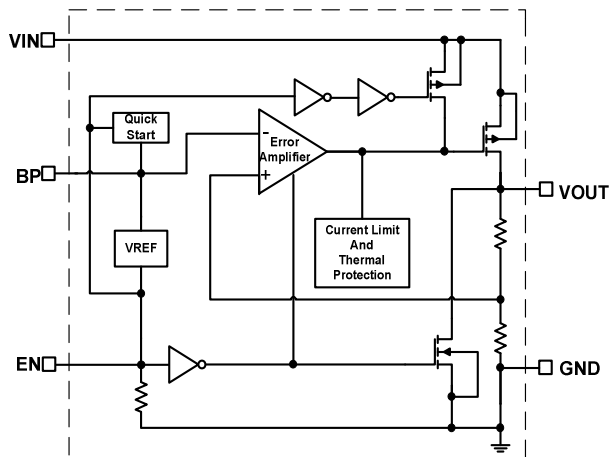 VIN
Quick
Start
-
Error
Amplifier
+
BP
VOUT
VREF
Current Limit
And
Thermal
Protection
EN
GND